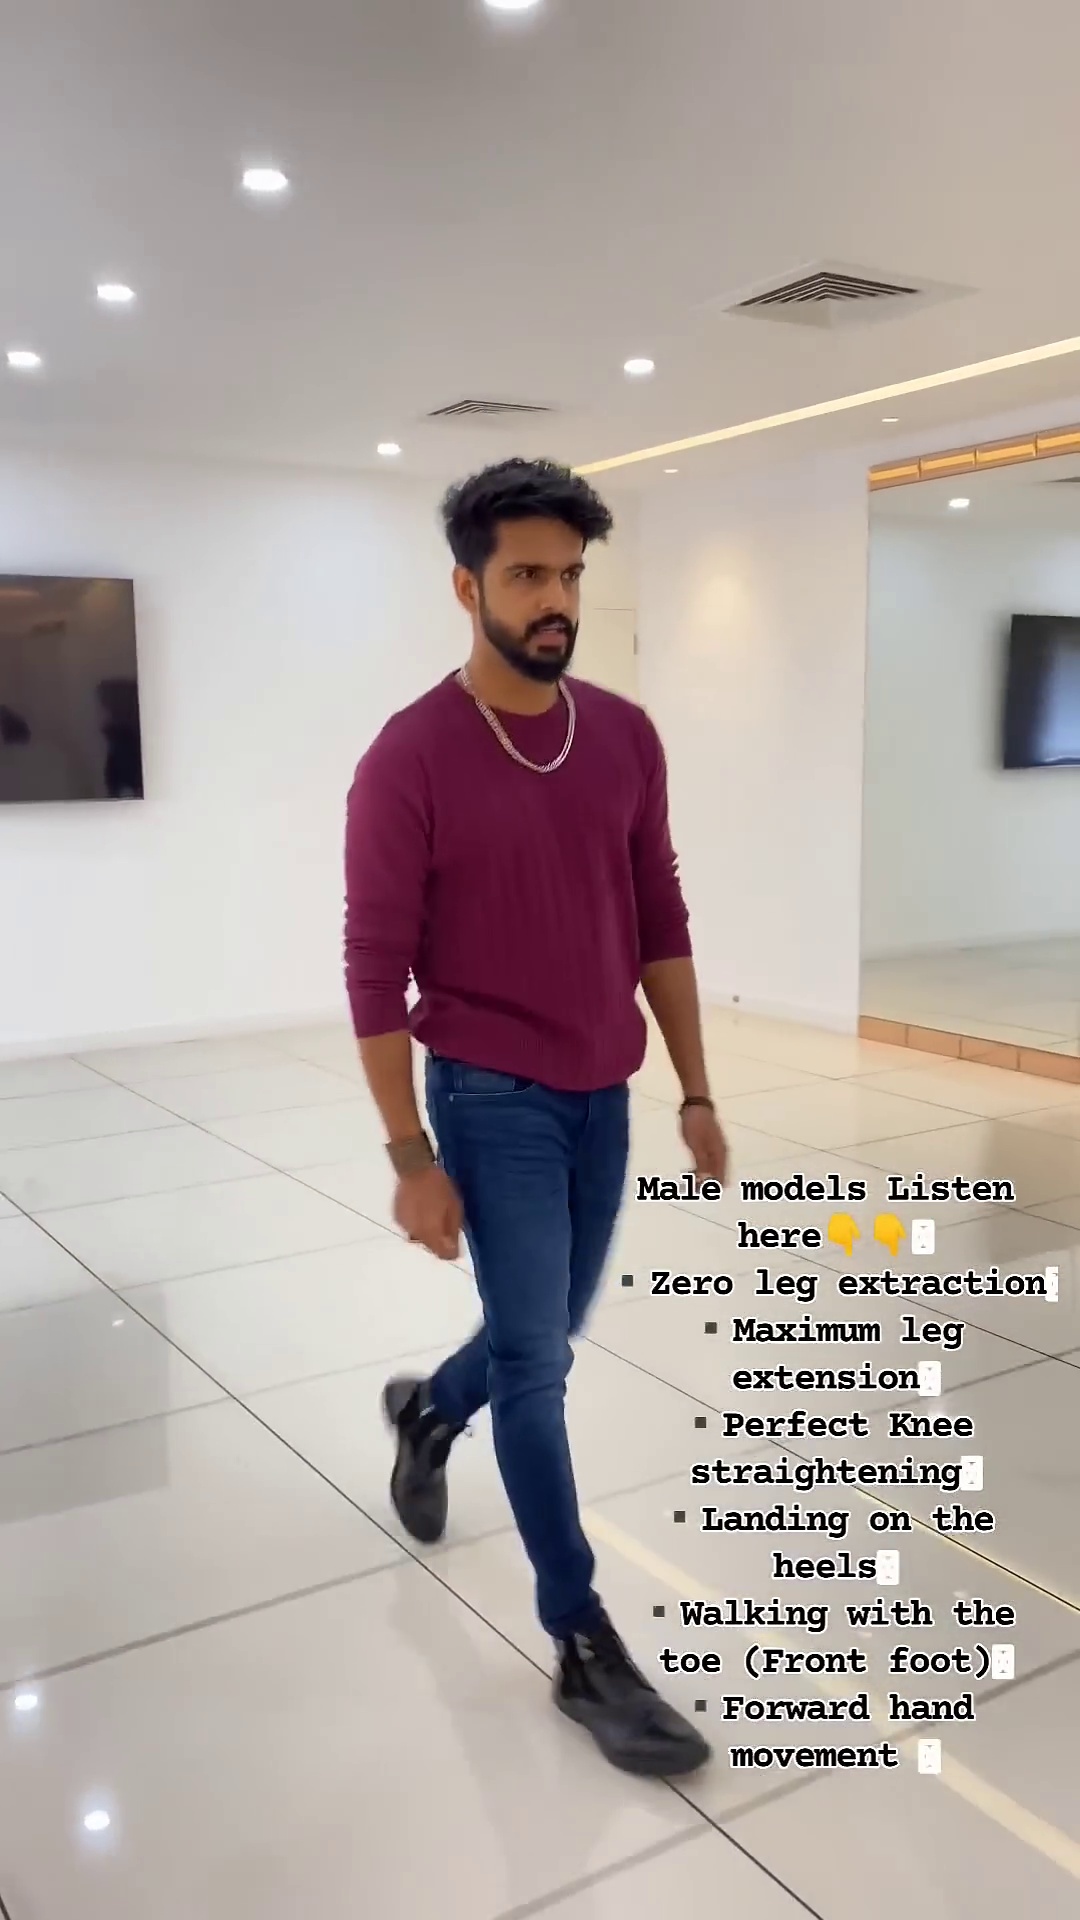 Male models Listen
here👇👇
▪ Zero leg extraction
▪ Maximum leg
extension
▪ Perfect Knee
straightening
▪ Landing on the
heels
▪ Walking with the
toe (Front foot)
▪ Forward hand
movement